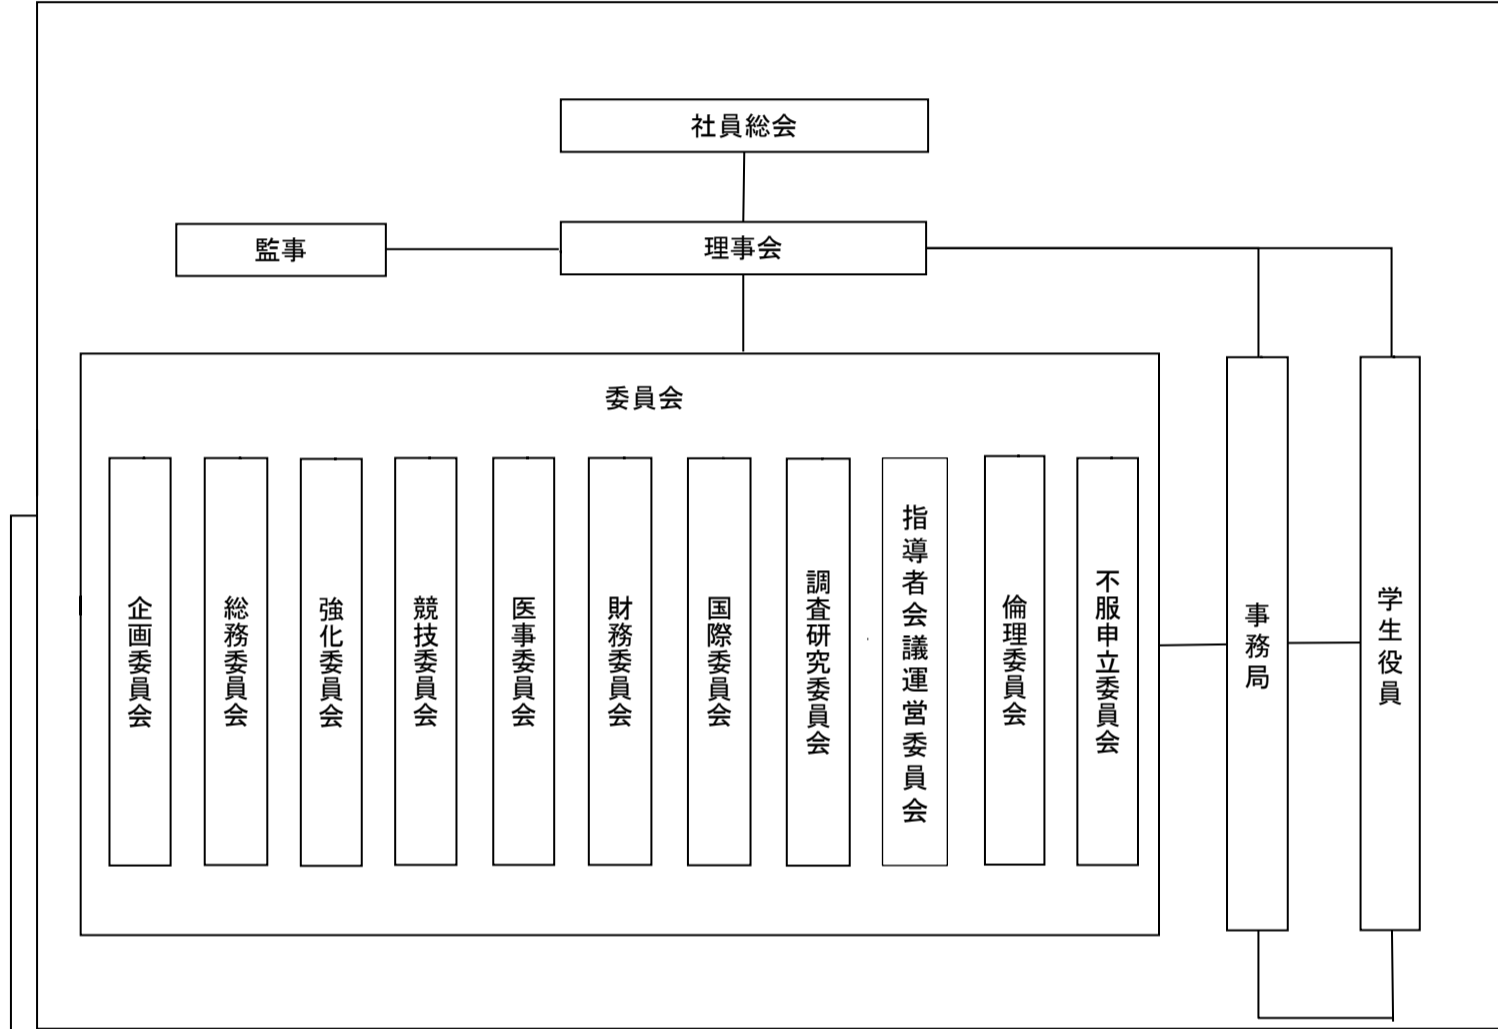 社員総会
監事
理事会
委員会
企画委員会
総務委員会
強化委員会
競技委員会
医事委員会
財務委員会
国際委員会
調査研究委員会
指導者会議運営委員会
倫理委員会
不服申立委員会
事務局
学生役員